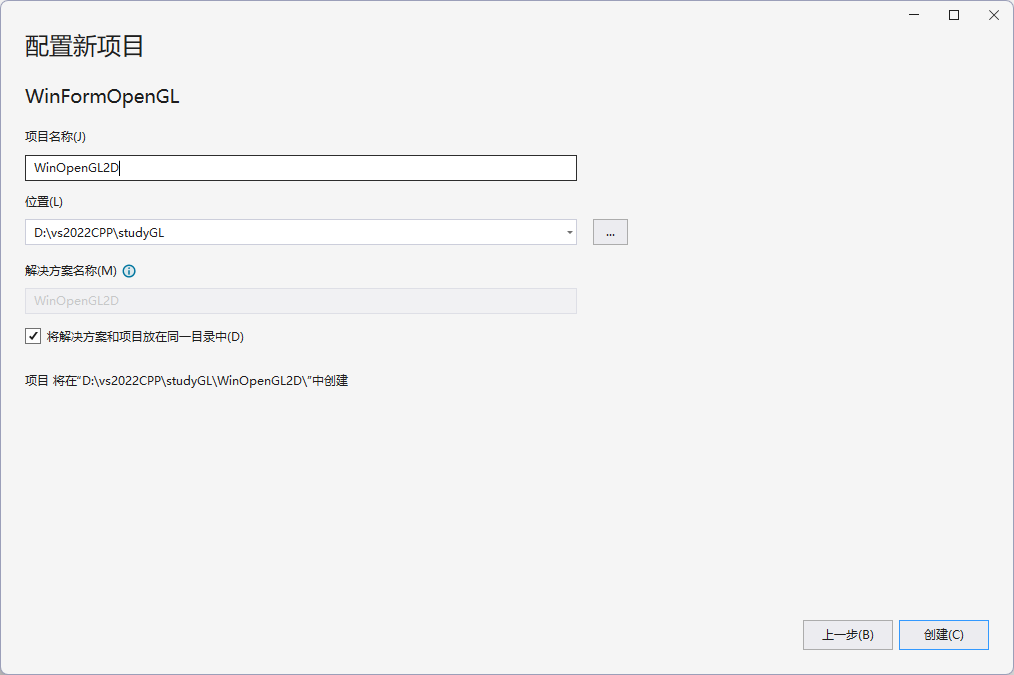 配置新项目
WinFormOpenGL
项目名称(J)
WinOpenGL2D
位置(L)
D:\vs2022CPP\studyGL
...
解决方案名称(M)
WinOpenGL2D
将解决方案和项目放在同一目录中(D)
项目 将在“D:\vs2022CPP\studyGL\WinOpenGL2D\”中创建
上一步(B)
创建(C)